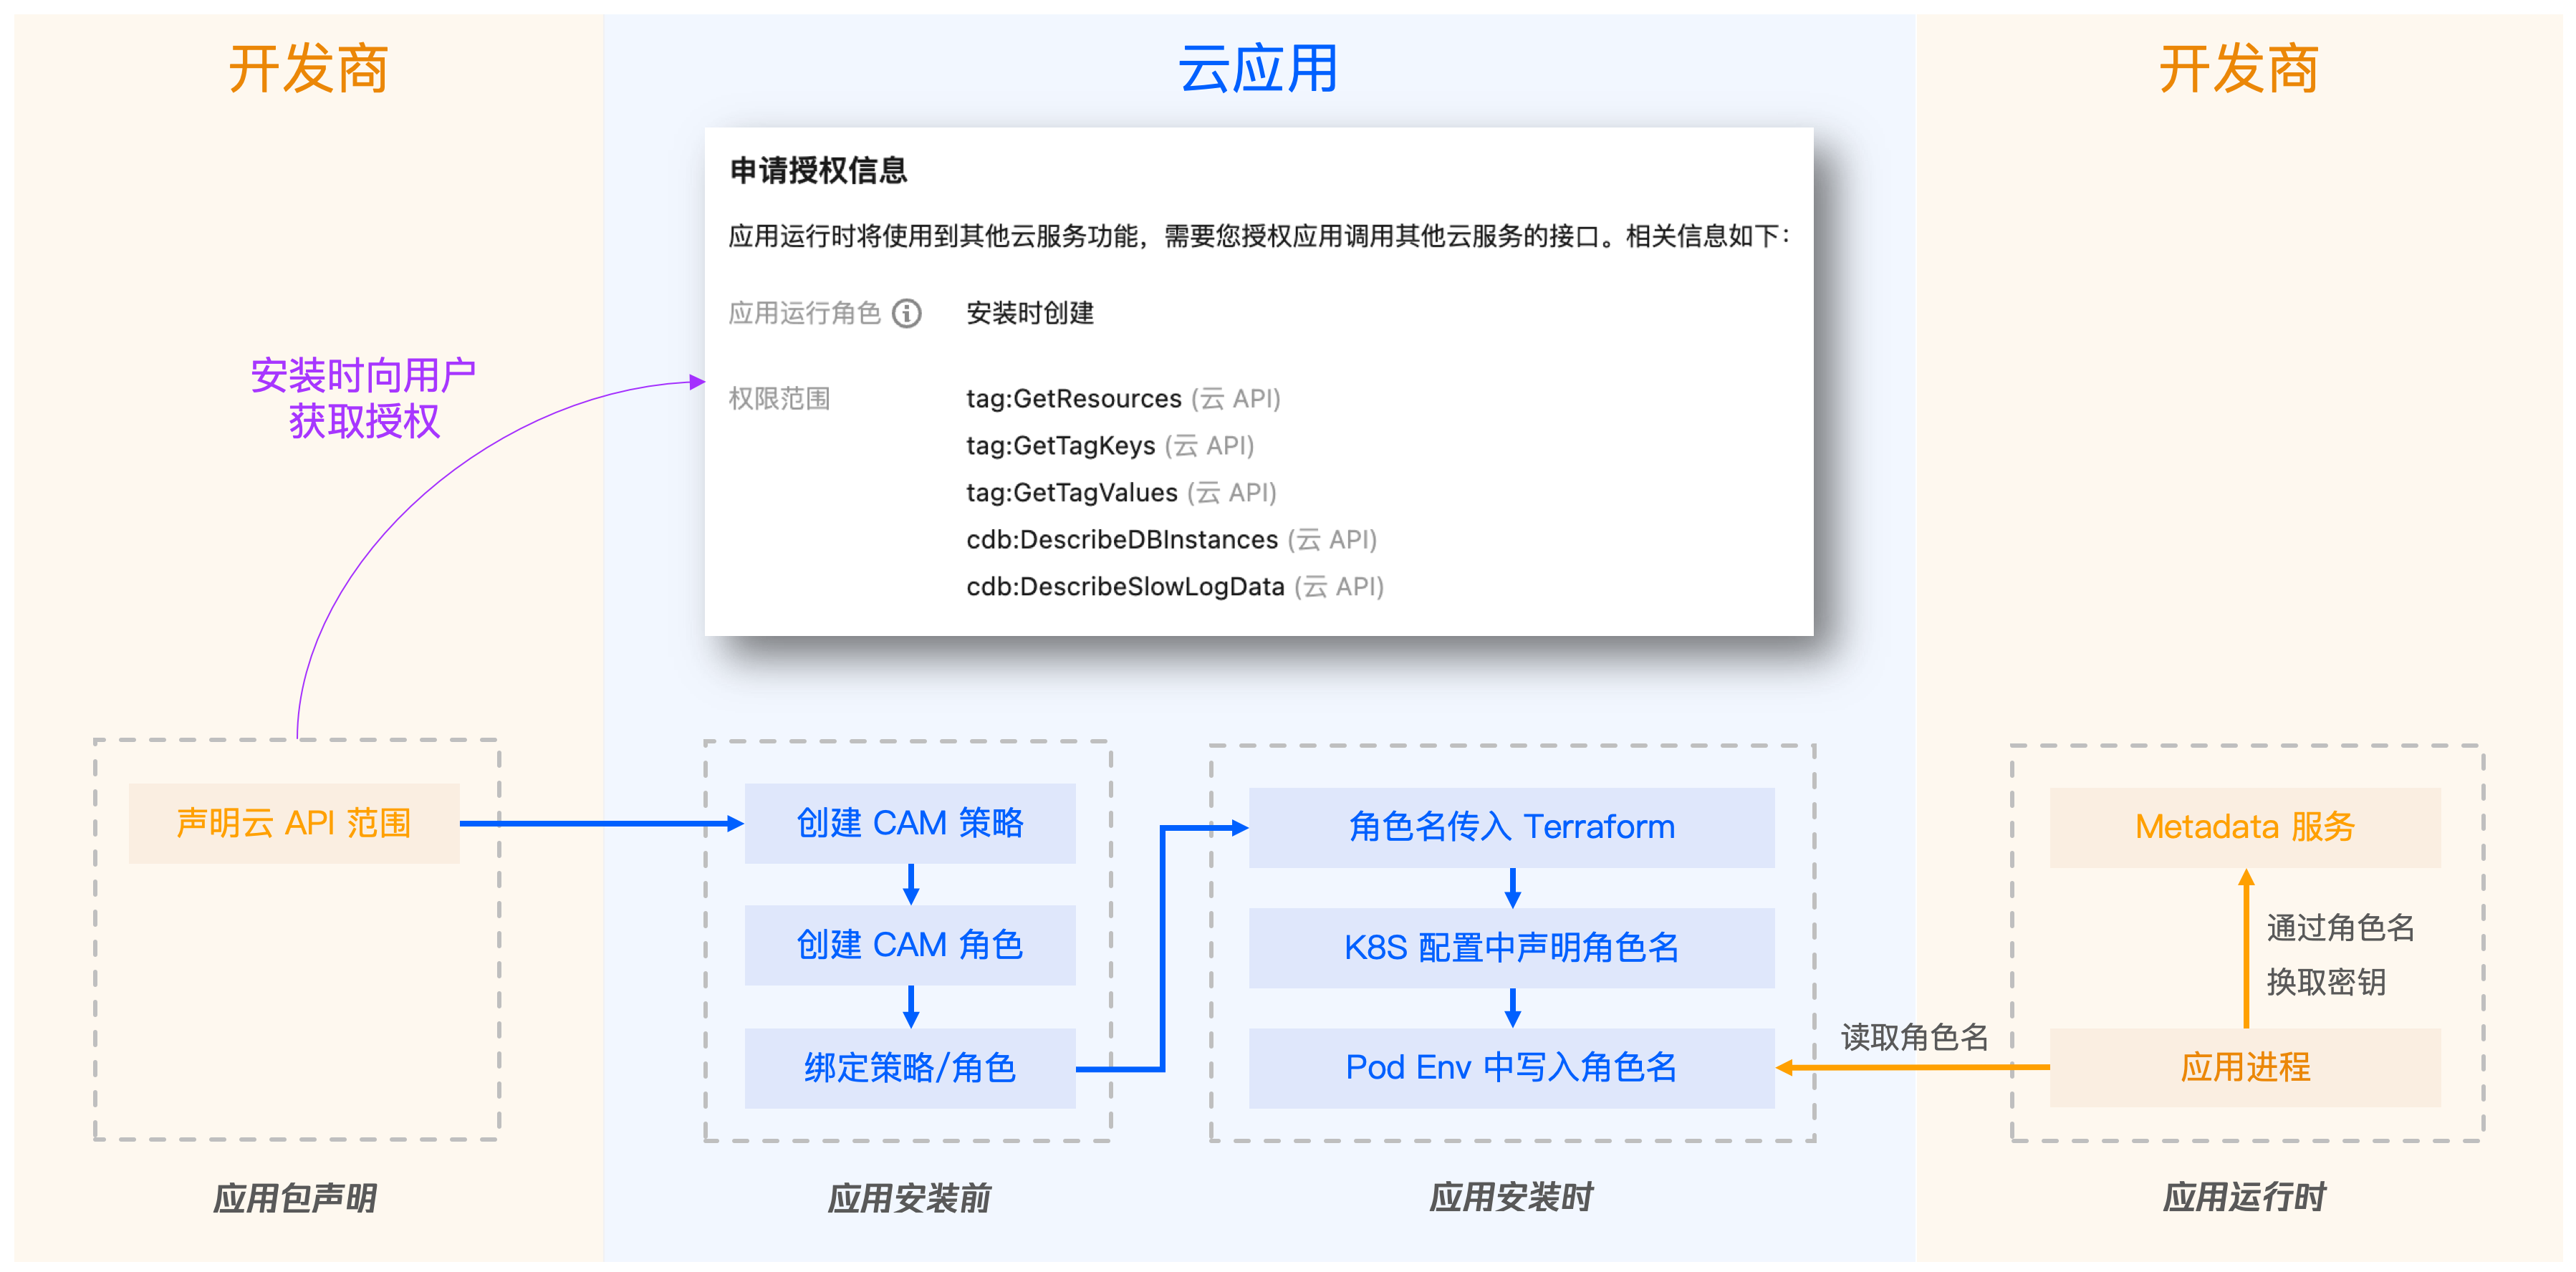 开发商
云应用
开发商
申请授权信息
应用运行时将使用到其他云服务功能，需要您授权应用调用其他云服务的接口。相关信息如下：
应用运行角色 安装时创建
权限范围 tag:GetResources (云 API)
tag:GetTagKeys (云 API)
tag:GetTagValues (云 API)
cdb:DescribeDBInstances (云 API)
cdb:DescribeSlowLogData (云 API)
安装时向用户
获取授权
声明云 API 范围
应用包声明
创建 CAM 策略
创建 CAM 角色
绑定策略/角色
应用安装前
角色名传入 Terraform
K8S 配置中声明角色名
Pod Env 中写入角色名
应用安装时
读取角色名
Metadata 服务
通过角色名
换取密钥
应用进程
应用运行时